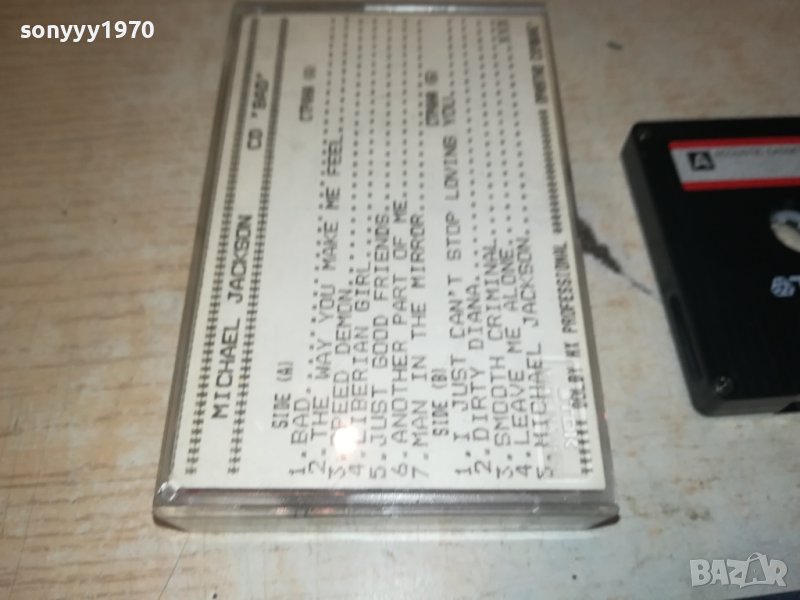 sonyyy1970
MICHAEL JACKSON CD "BAD"
SIDE (A) СТРАНА (А)
1. BAD
2. THE WAY YOU MAKE ME FEEL
3. SPEED DEMON
4. LIBERIAN GIRL
5. JUST GOOD FRIENDS
6. ANOTHER PART OF ME
7. MAN IN THE MIRROR
SIDE (B) СТРАНА (Б)
1. I JUST CAN'T STOP LOVING YOU
2. DIRTY DIANA
3. SMOOTH CRIMINAL
4. LEAVE ME ALONE
5. MICHAEL JACKSON
DOLBY HX PROFESSIONAL
A
BAZAR